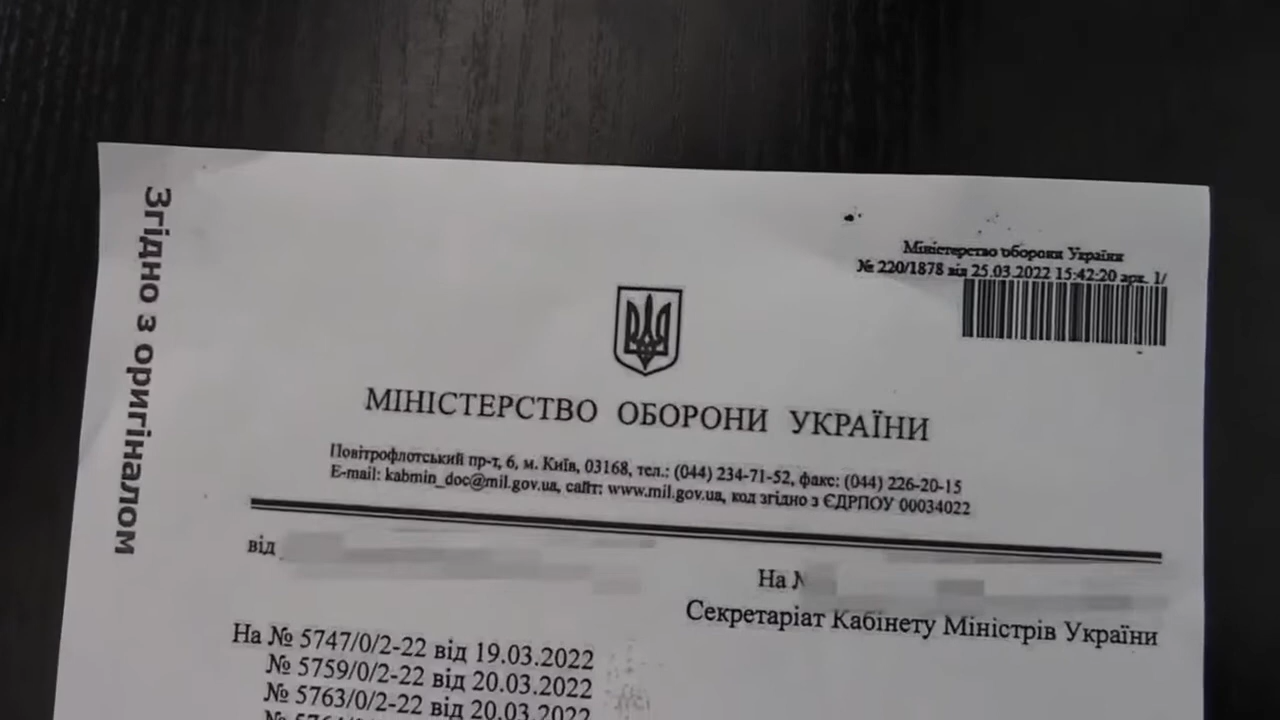 Згідно з оригіналом
Міністерство оборони України
№ 220/1878 від 25.03.2022 15:42:20 арк. 1/
МІНІСТЕРСТВО ОБОРОНИ УКРАЇНИ
Повітрофлотський пр-т, 6, м. Київ, 03168, тел.: (044) 234-71-52, факс: (044) 226-20-15
E-mail: kabmin_doc@mil.gov.ua, сайт: www.mil.gov.ua, код згідно з ЄДРПОУ 00034022
від
На №
Секретаріат Кабінету Міністрів України
На № 5747/0/2-22 від 19.03.2022
№ 5759/0/2-22 від 20.03.2022
№ 5763/0/2-22 від 20.03.2022